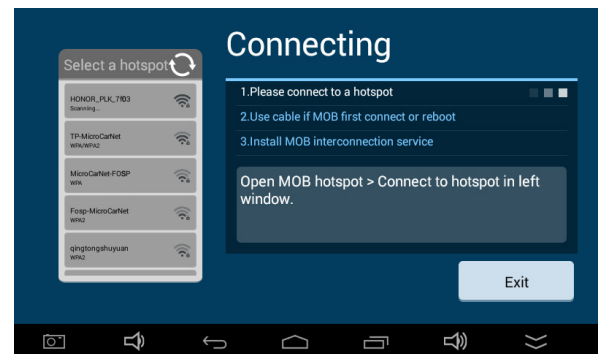 Select a hotspot
HONOR_PLK_7f03
Scanning...
TP-MicroCarNet
WPA/WPA2
MicroCarNet-FOSP
WPA
Fosp-MicroCarNet
WPA2
qingtongshuyuan
WPA2
Connecting
1.Please connect to a hotspot
2.Use cable if MOB first connect or reboot
3.Install MOB interconnection service
Open MOB hotspot > Connect to hotspot in left
window.
Exit